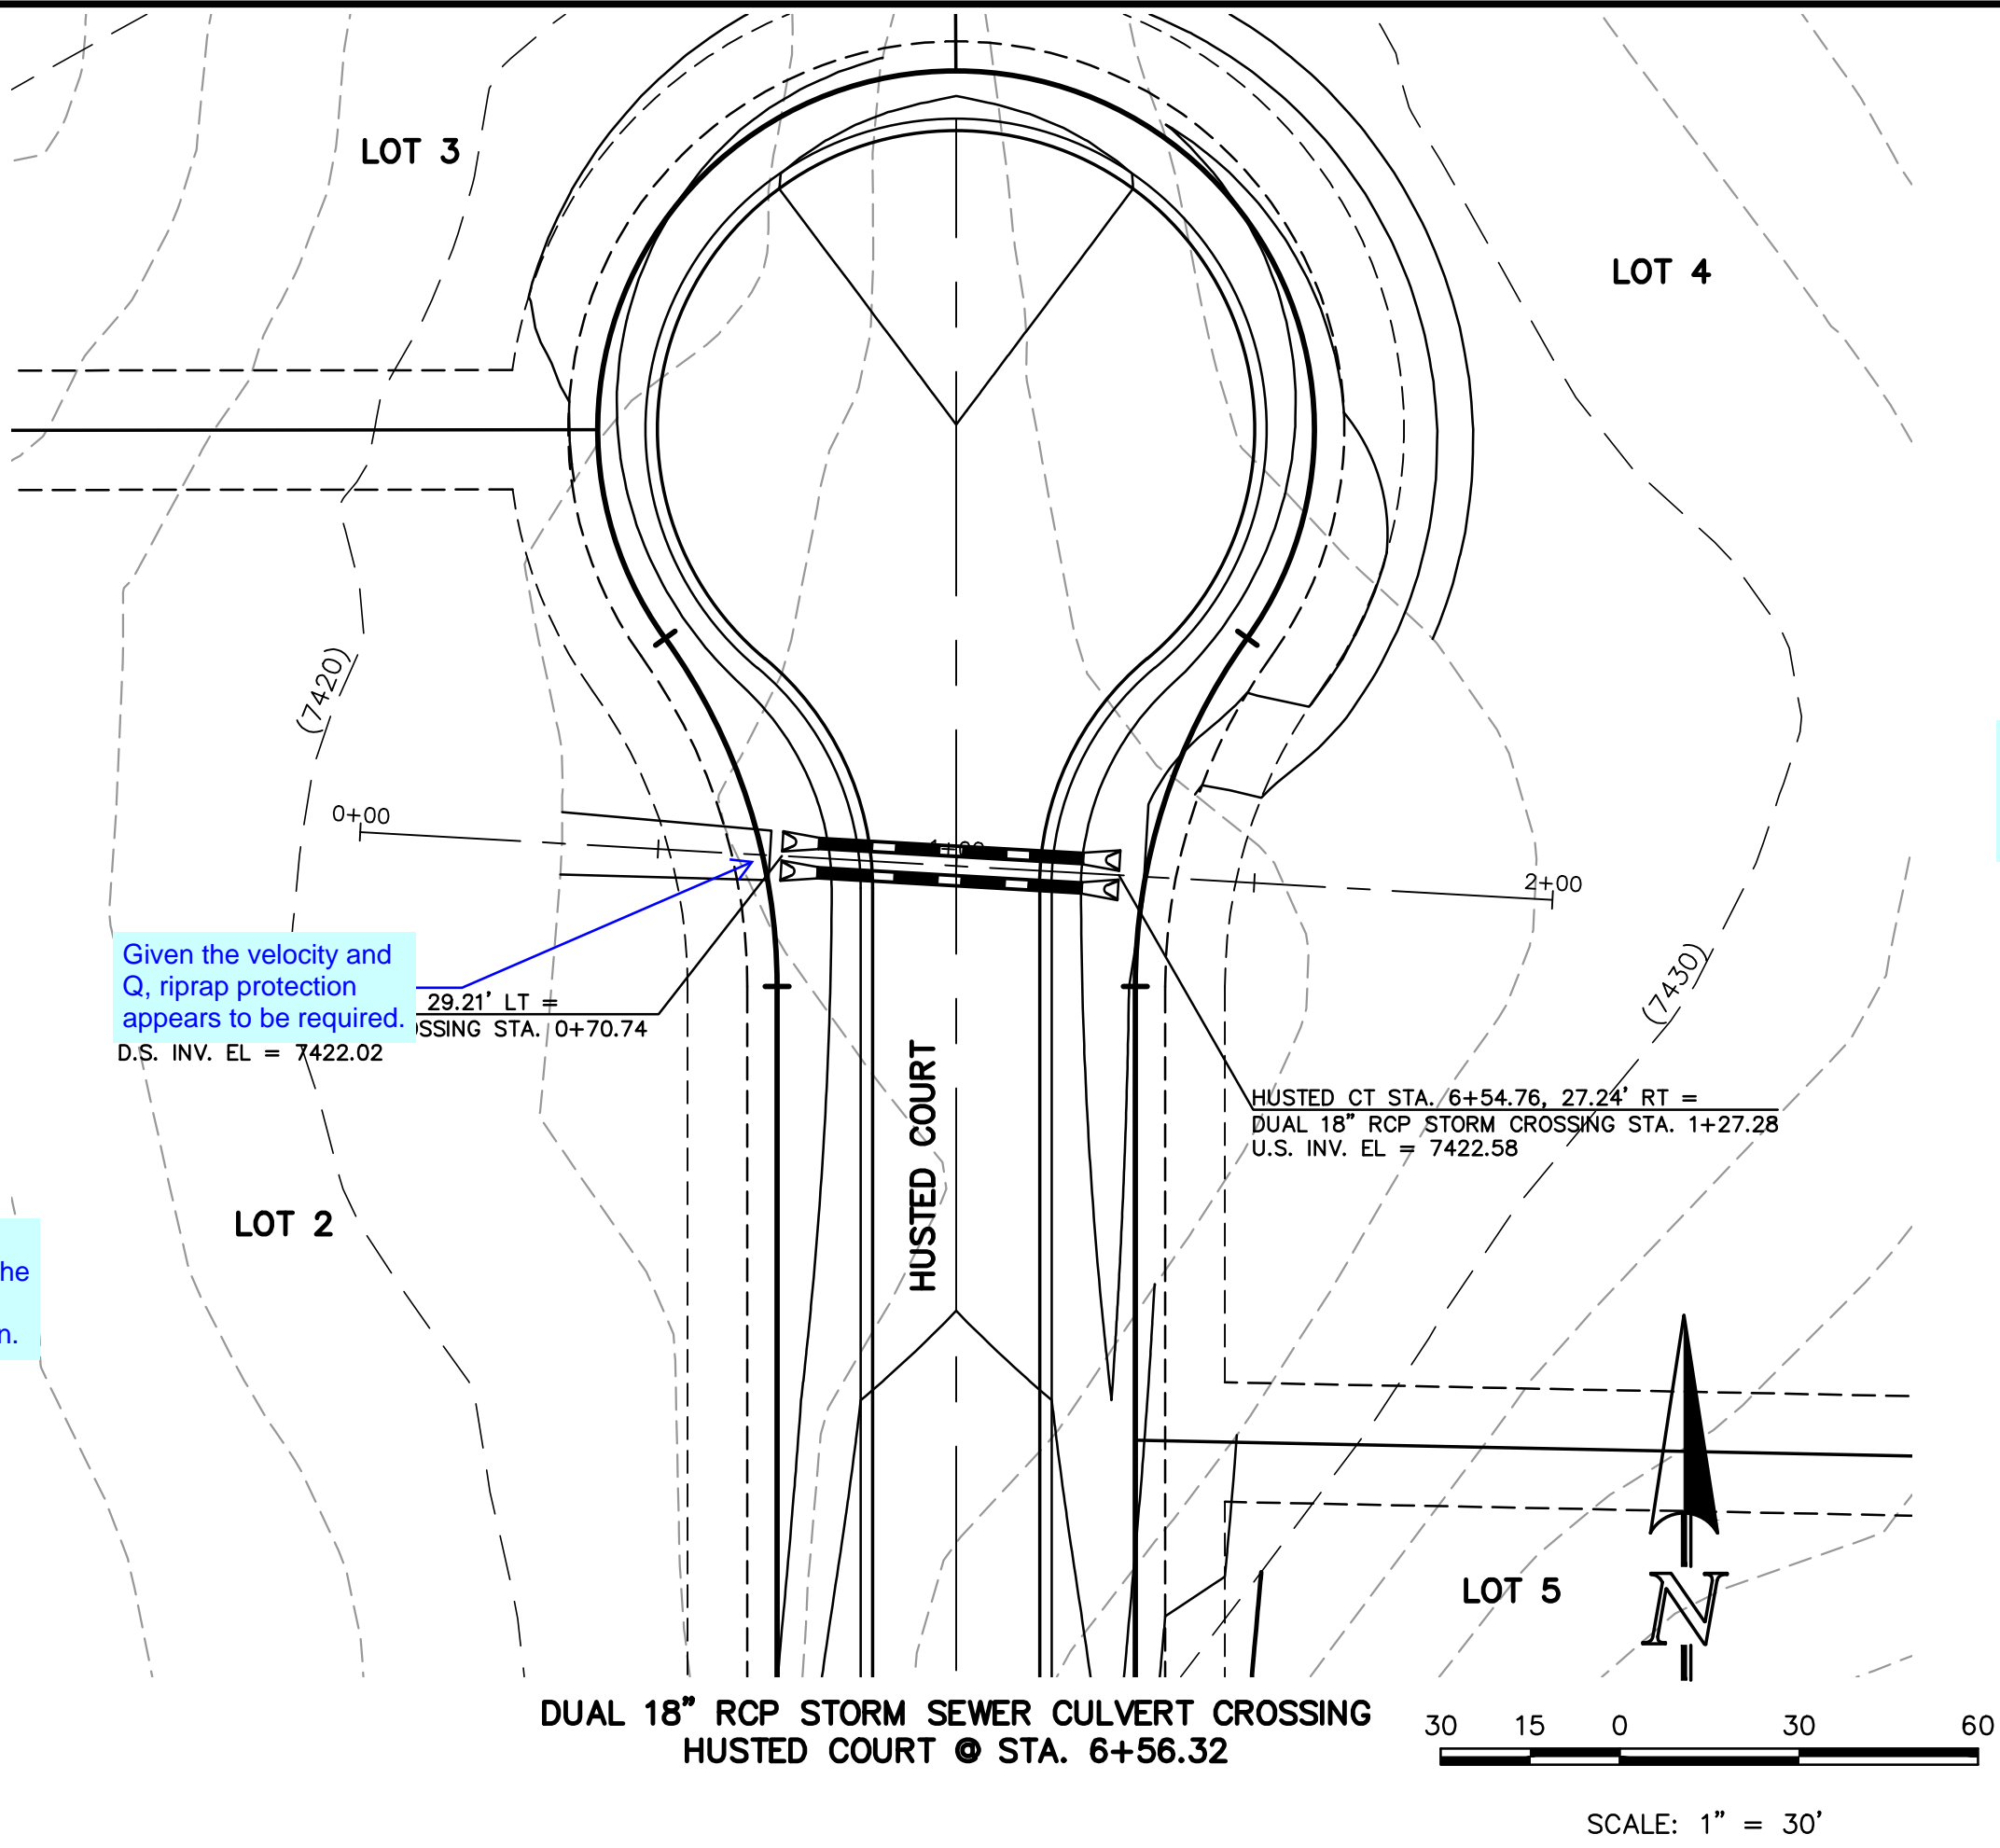 LOT 3
LOT 4
(7420)
0+00
1+00
2+00
Given the velocity and
Q, riprap protection
appears to be required.
29.21' LT =
OSSING STA. 0+70.74
D.S. INV. EL = 7422.02
(7430)
HUSTED COURT
HUSTED CT STA. 6+54.76, 27.24' RT =
DUAL 18" RCP STORM CROSSING STA. 1+27.28
U.S. INV. EL = 7422.58
LOT 2
he
n.
LOT 5
N
DUAL 18" RCP STORM SEWER CULVERT CROSSING
HUSTED COURT @ STA. 6+56.32
30 15 0 30 60
SCALE: 1" = 30'